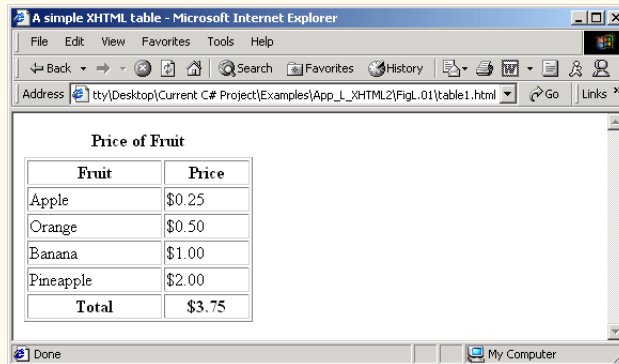 A simple XHTML table - Microsoft Internet Explorer
File Edit View Favorites Tools Help
Back Search Favorites History
Address tty\Desktop\Current C# Project\Examples\App_L_XHTML2\FigL.01\table1.html Go Links »
Price of Fruit
Fruit Price
Apple $0.25
Orange $0.50
Banana $1.00
Pineapple $2.00
Total $3.75
Done My Computer